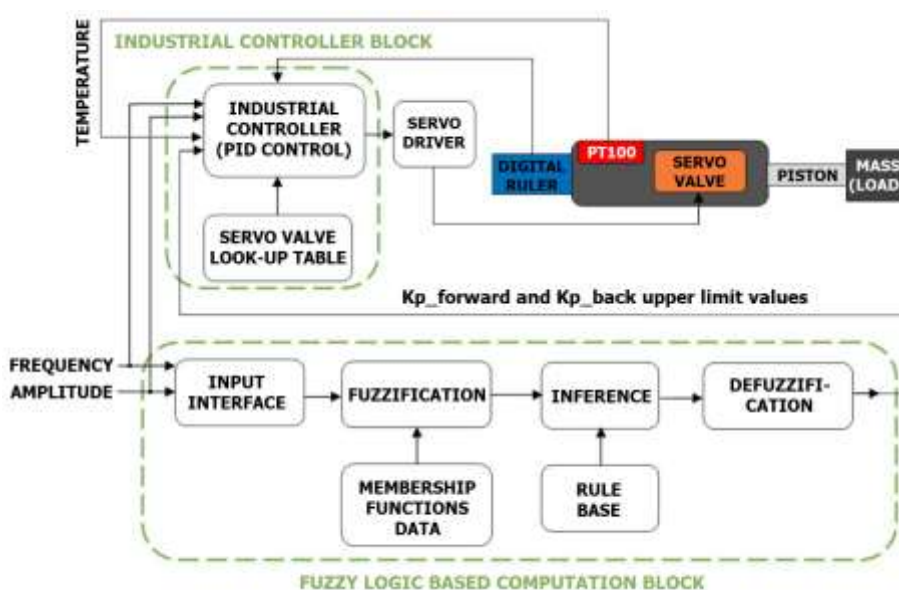 INDUSTRIAL CONTROLLER BLOCK
TEMPERATURE
INDUSTRIAL
CONTROLLER
(PID CONTROL)
SERVO
DRIVER
DIGITAL
RULER
PT100
SERVO
VALVE
PISTON
MASS
(LOAD
SERVO VALVE
LOOK-UP TABLE
Kp_forward and Kp_back upper limit values
FREQUENCY
AMPLITUDE
INPUT
INTERFACE
FUZZIFICATION
INFERENCE
DEFUZZIFI-
CATION
MEMBERSHIP
FUNCTIONS
DATA
RULE
BASE
FUZZY LOGIC BASED COMPUTATION BLOCK